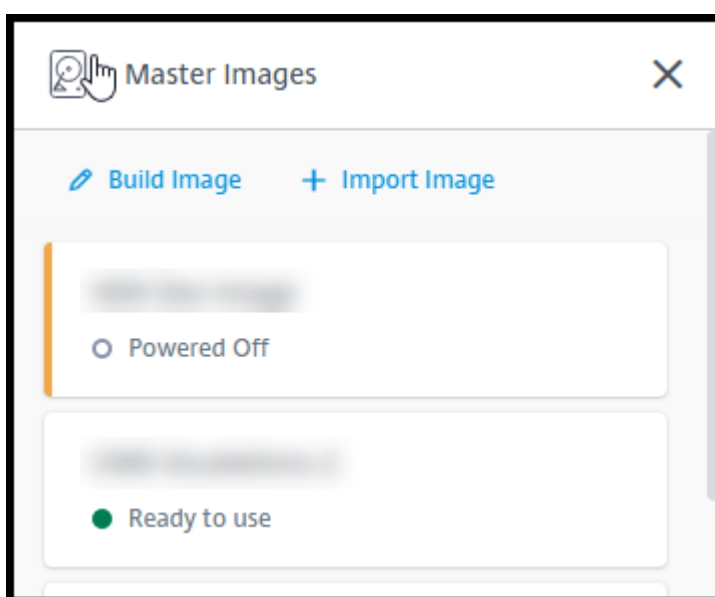 Master Images
Build Image
Import Image
Powered Off
Ready to use